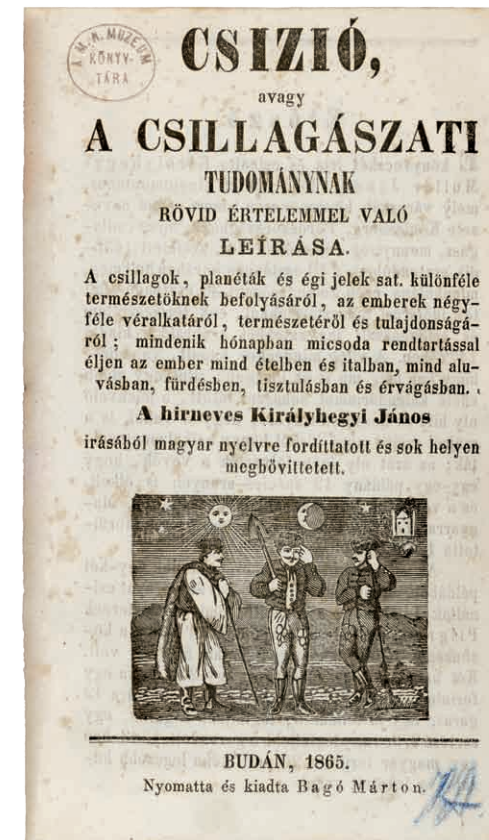 A M. N. MUZEUM
KÖNYV-
TÁRA
CSIZIÓ,
avagy
A CSILLAGÁSZATI
TUDOMÁNYNAK
RÖVID ÉRTELEMMEL VALÓ
LEÍRÁSA.
A csillagok, planéták és égi jelek sat. különféle
természetöknek befolyásáról, az emberek négy-
féle véralkatáról, természetéről és tulajdonságá-
ról; mindenik hónapban micsoda rendtartással
éljen az ember mind ételben és italban, mind alu-
vásban, fürdésben, tisztulásban és érvágásban.
A hirneves Királyhegyi János
irásából magyar nyelvre fordíttatott és sok helyen
megbövittetett.
BUDÁN, 1865.
Nyomatta és kiadta Bagó Márton.